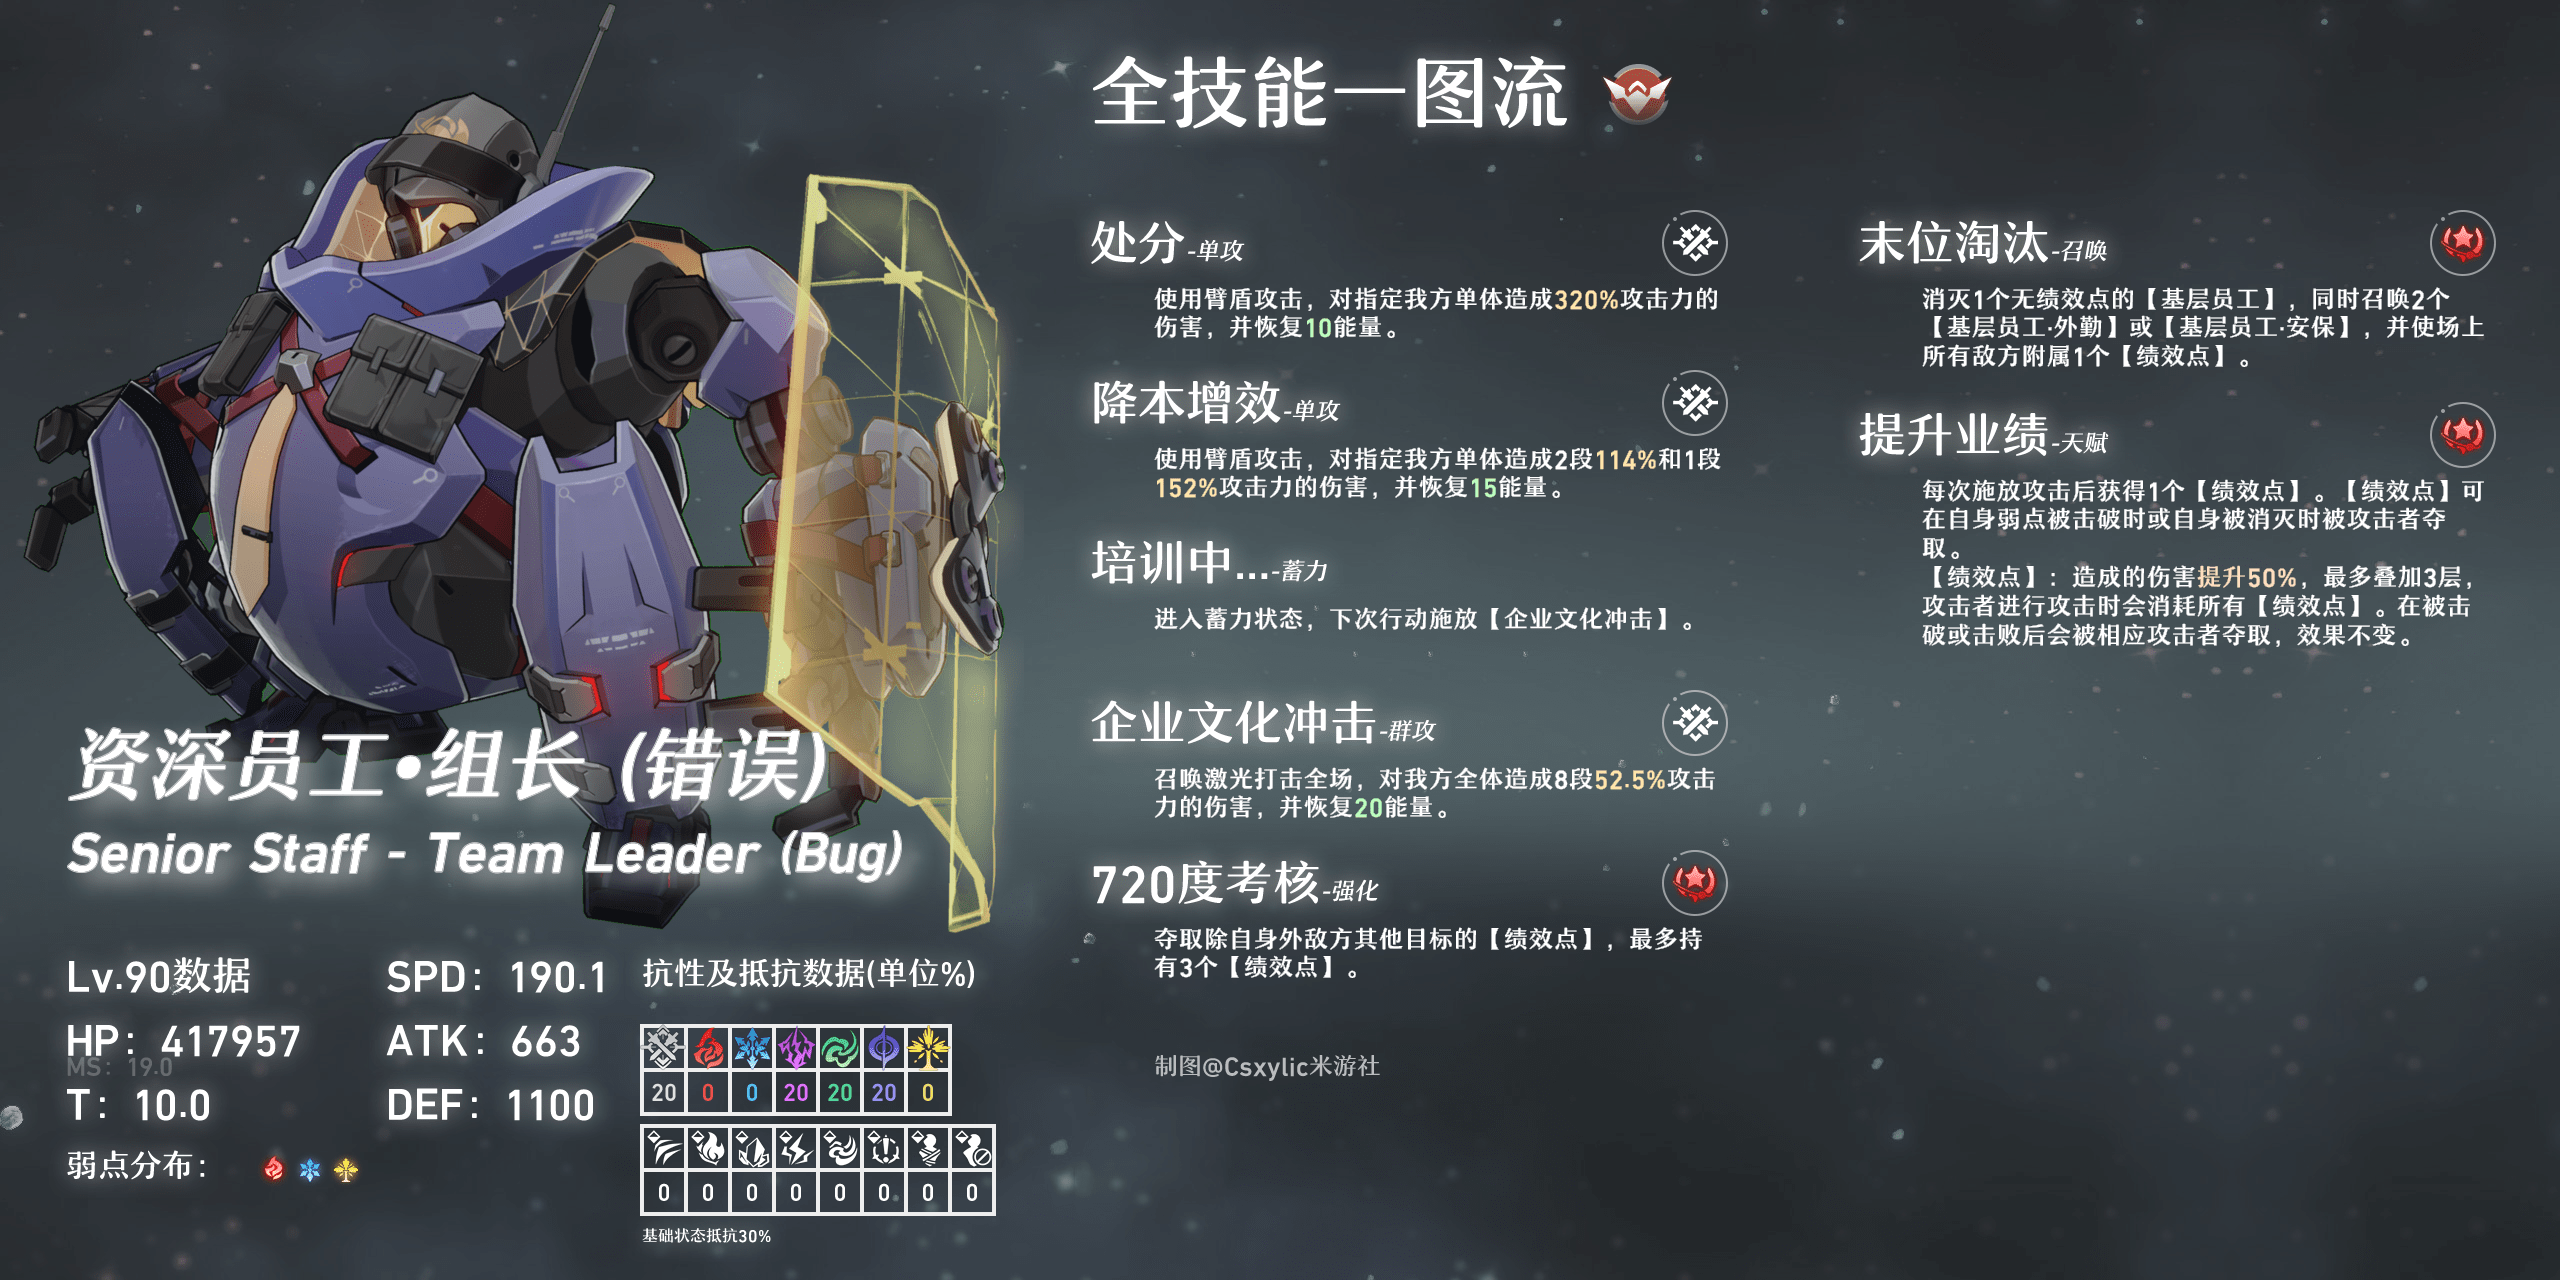 全技能一图流
处分-单攻
使用臂盾攻击，对指定我方单体造成320%攻击力的
伤害，并恢复10能量。
降本增效-单攻
使用臂盾攻击，对指定我方单体造成2段114%和1段
152%攻击力的伤害，并恢复15能量。
培训中...-蓄力
进入蓄力状态，下次行动施放【企业文化冲击】。
企业文化冲击-群攻
召唤激光打击全场，对我方全体造成8段52.5%攻击
力的伤害，并恢复20能量。
720度考核-强化
夺取除自身外敌方其他目标的【绩效点】，最多持
有3个【绩效点】。
制图@Csxylic米游社
末位淘汰-召唤
消灭1个无绩效点的【基层员工】，同时召唤2个
【基层员工·外勤】或【基层员工·安保】，并使场上
所有敌方附属1个【绩效点】。
提升业绩-天赋
每次施放攻击后获得1个【绩效点】。【绩效点】可
在自身弱点被击破时或自身被消灭时被攻击者夺
取。
【绩效点】：造成的伤害提升50%，最多叠加3层，
攻击者进行攻击时会消耗所有【绩效点】。在被击
破或击败后会被相应攻击者夺取，效果不变。
资深员工•组长 (错误)
Senior Staff - Team Leader (Bug)
Lv.90数据
SPD：190.1
HP：417957
ATK：663
MS：19.0
T：10.0
DEF：1100
弱点分布：
抗性及抵抗数据(单位%)
20 0 0 20 20 20 0
0 0 0 0 0 0 0 0
基础状态抵抗30%